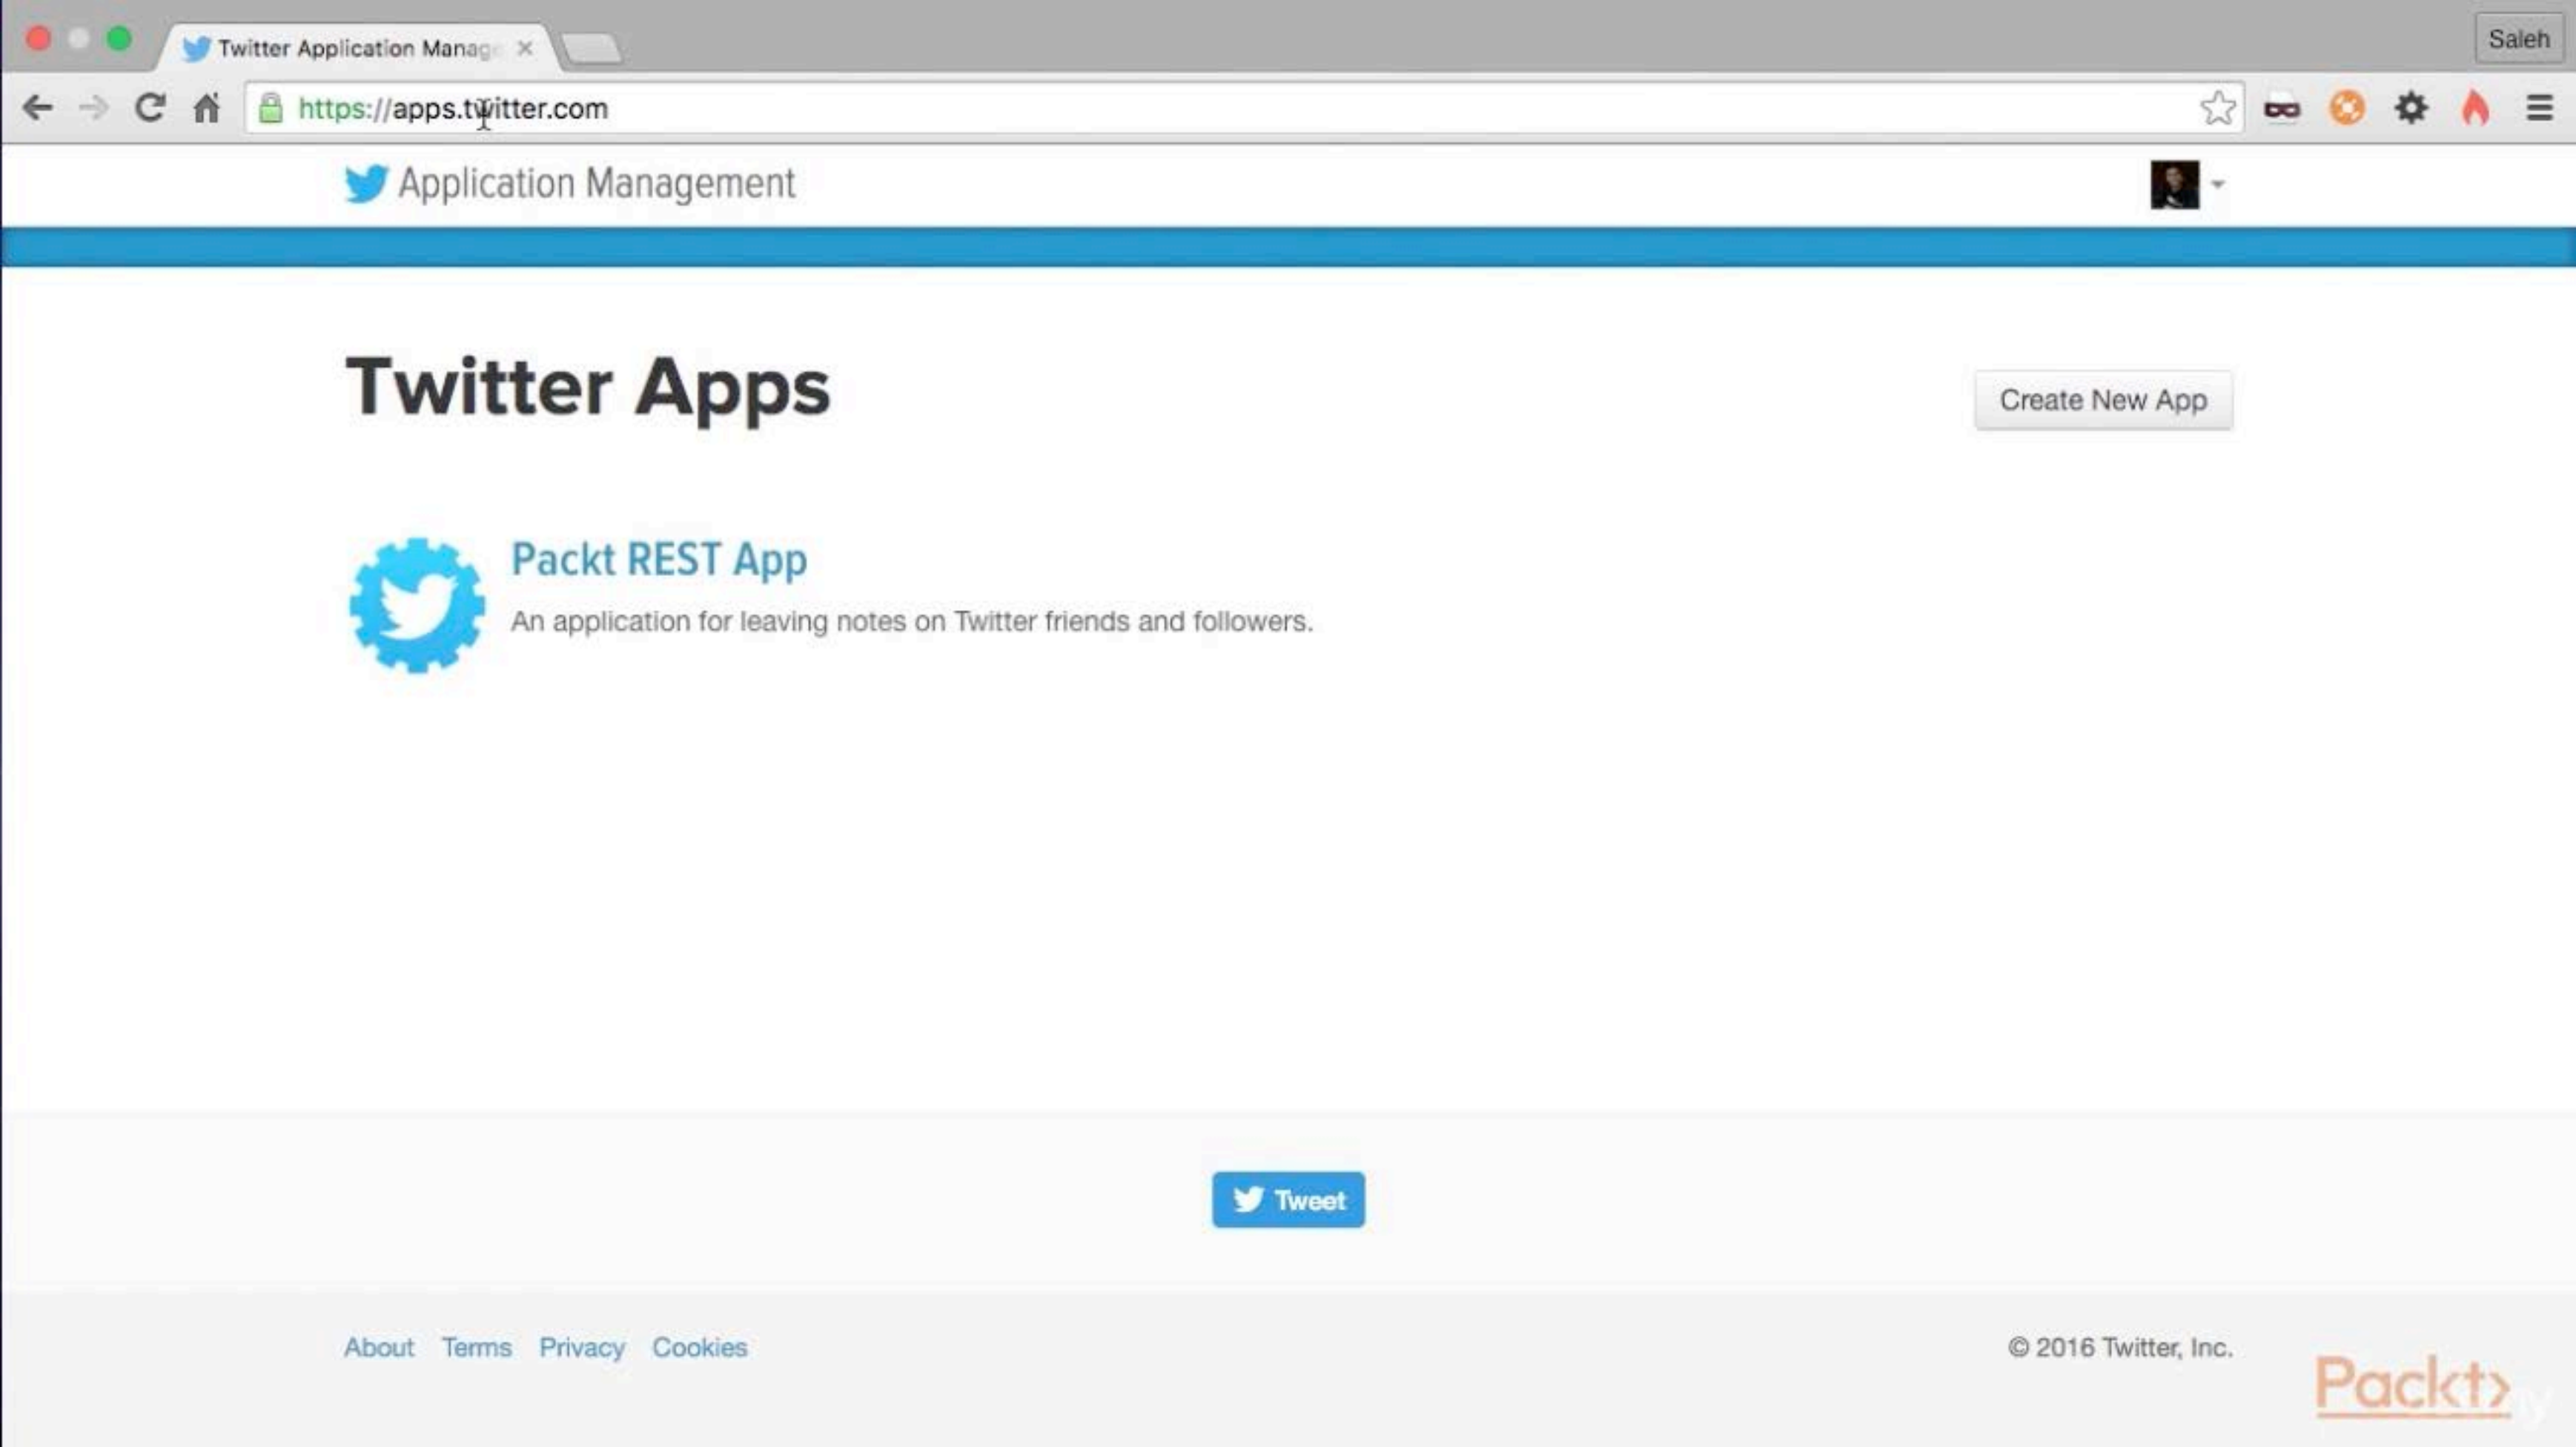 Twitter Application Manag
Saleh
https://apps.twitter.com
Application Management
Twitter Apps
Create New App
Packt REST App
An application for leaving notes on Twitter friends and followers.
Tweet
About Terms Privacy Cookies
© 2016 Twitter, Inc.
Packt>